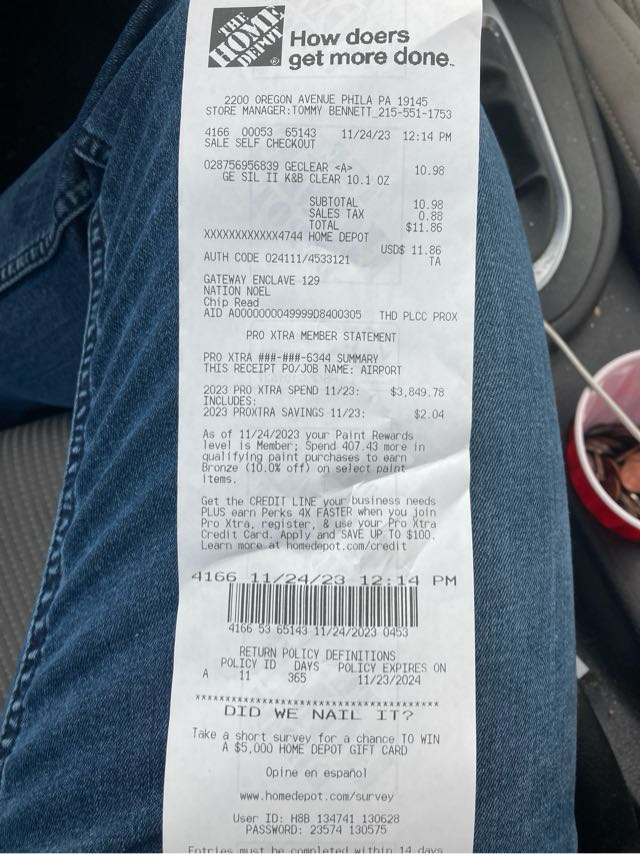 THE
HOME
DEPOT
How doers
get more done.
2200 OREGON AVENUE PHILA PA 19145
STORE MANAGER:TOMMY BENNETT 215-551-1753
4166 00053 65143 11/24/23 12:14 PM
SALE SELF CHECKOUT
028756956839 GECLEAR <A> 10.98
GE SIL II K&B CLEAR 10.1 OZ
SUBTOTAL 10.98
SALES TAX 0.88
TOTAL $11.86
XXXXXXXXXXXX4744 HOME DEPOT
USD$ 11.86
AUTH CODE 024111/4533121 TA
GATEWAY ENCLAVE 129
NATION NOEL
Chip Read
AID A0000000049999D8400305 THD PLCC PROX
PRO XTRA MEMBER STATEMENT
PRO XTRA ###-###-6344 SUMMARY
THIS RECEIPT PO/JOB NAME: AIRPORT
2023 PRO XTRA SPEND 11/23: $3,849.78
INCLUDES:
2023 PROXTRA SAVINGS 11/23: $2.04
As of 11/24/2023 your Paint Rewards
level is Member; Spend 407.43 more in
qualifying paint purchases to earn
Bronze (10.0% off) on select paint
items.
Get the CREDIT LINE your business needs
PLUS earn Perks 4X FASTER when you join
Pro Xtra, register, & use your Pro Xtra
Credit Card. Apply and SAVE UP TO $100.
Learn more at homedepot.com/credit
4166 11/24/23 12:14 PM
4166 53 65143 11/24/2023 0453
RETURN POLICY DEFINITIONS
POLICY ID DAYS POLICY EXPIRES ON
A 11 365 11/23/2024
DID WE NAIL IT?
Take a short survey for a chance TO WIN
A $5,000 HOME DEPOT GIFT CARD
Opine en español
www.homedepot.com/survey
User ID: H8B 134741 130628
PASSWORD: 23574 130575
Entries must be completed within 14 days